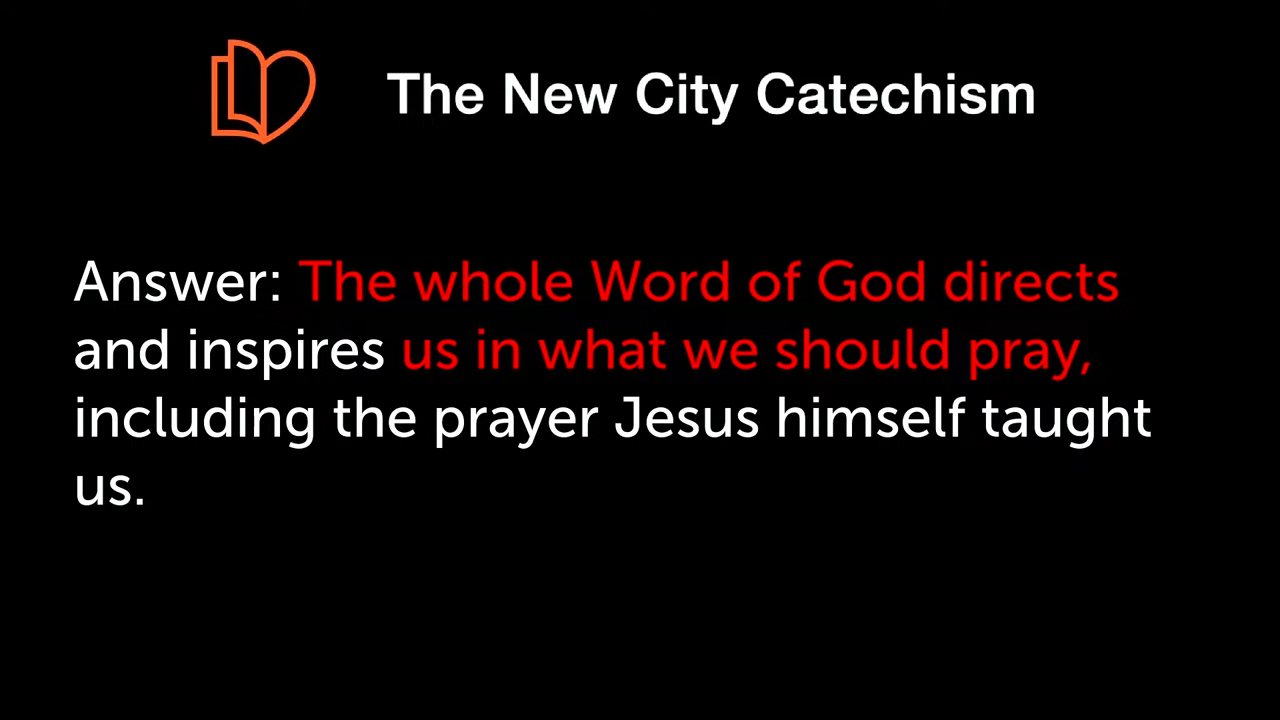 The New City Catechism
Answer: The whole Word of God directs
and inspires us in what we should pray,
including the prayer Jesus himself taught
us.